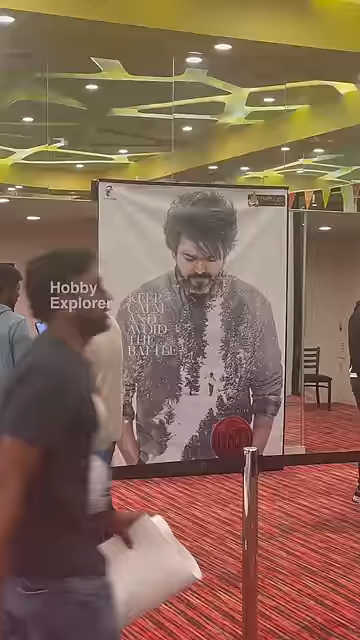 Hobby
Explorer
KEEP
CALM
AND
AVOID
THE
BATTLE